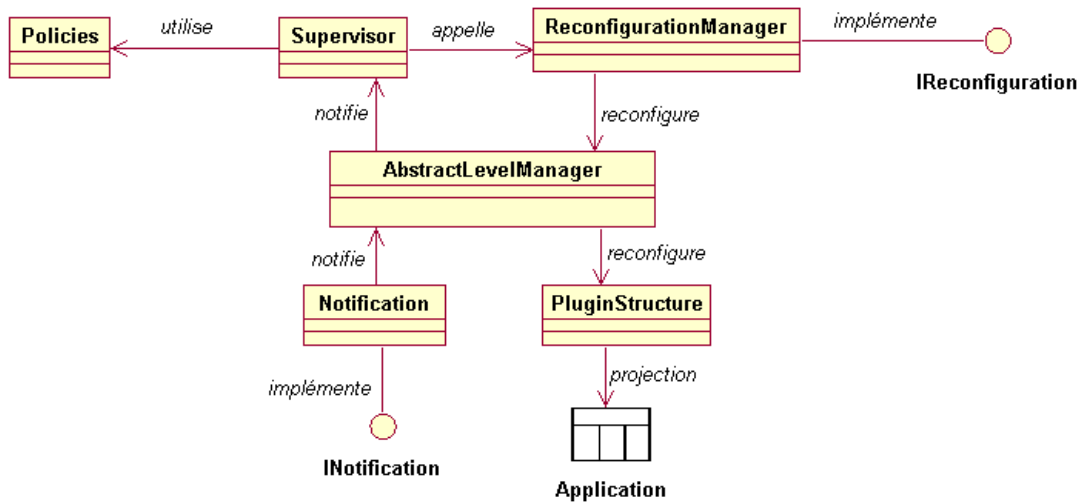 Policies
utilise
Supervisor
appelle
ReconfigurationManager
implémente
IReconfiguration
notifie
reconfigure
AbstractLevelManager
notifie
reconfigure
Notification
PluginStructure
implémente
projection
INotification
Application